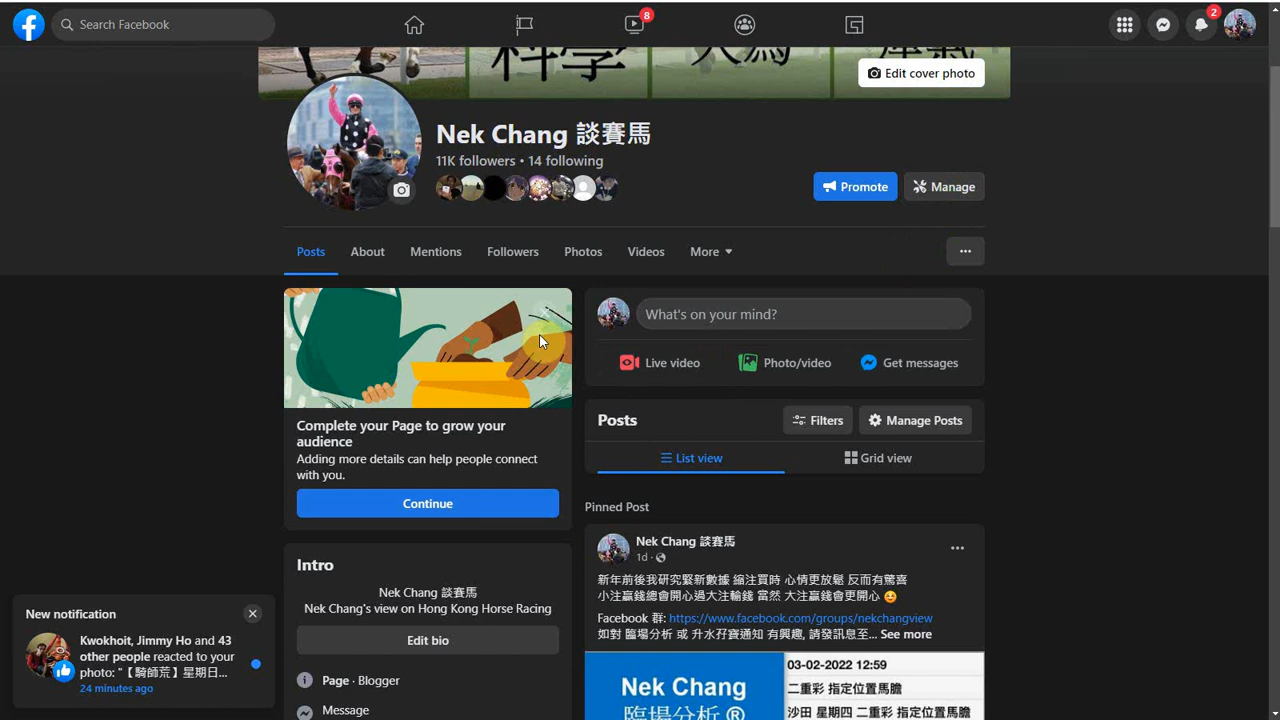 Search Facebook
8
2
科學
Edit cover photo
Nek Chang 談賽馬
11K followers • 14 following
Promote
Manage
Posts
About
Mentions
Followers
Photos
Videos
More
What's on your mind?
Live video
Photo/video
Get messages
Complete your Page to grow your
audience
Adding more details can help people connect
with you.
Continue
Posts
Filters
Manage Posts
List view
Grid view
Pinned Post
Nek Chang 談賽馬
1d ·
新年前後我研究緊新數據 縮注買時 心情更放鬆 反而有驚喜
小注贏錢總會開心過大注輸錢 當然 大注贏錢會更開心 😊
Facebook 群: https://www.facebook.com/groups/nekchangview
如對 臨場分析 或 升水孖寶通知 有興趣, 請發訊息至... See more
Nek Chang
臨場分析 ®
03-02-2022 12:59
二重彩 指定位置馬膽
沙田 星期四 二重彩 指定位置馬膽
Intro
Nek Chang 談賽馬
Nek Chang's view on Hong Kong Horse Racing
Edit bio
Page · Blogger
Message
New notification
Kwokhoit, Jimmy Ho and 43
other people reacted to your
photo: "【騎師荒】星期日...
24 minutes ago